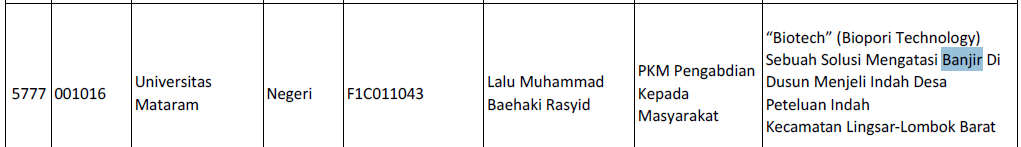 5777
001016
Universitas
Mataram
Negeri
F1C011043
Lalu Muhammad
Baehaki Rasyid
PKM Pengabdian
Kepada
Masyarakat
“Biotech” (Biopori Technology)
Sebuah Solusi Mengatasi Banjir Di
Dusun Menjeli Indah Desa
Peteluan Indah
Kecamatan Lingsar-Lombok Barat